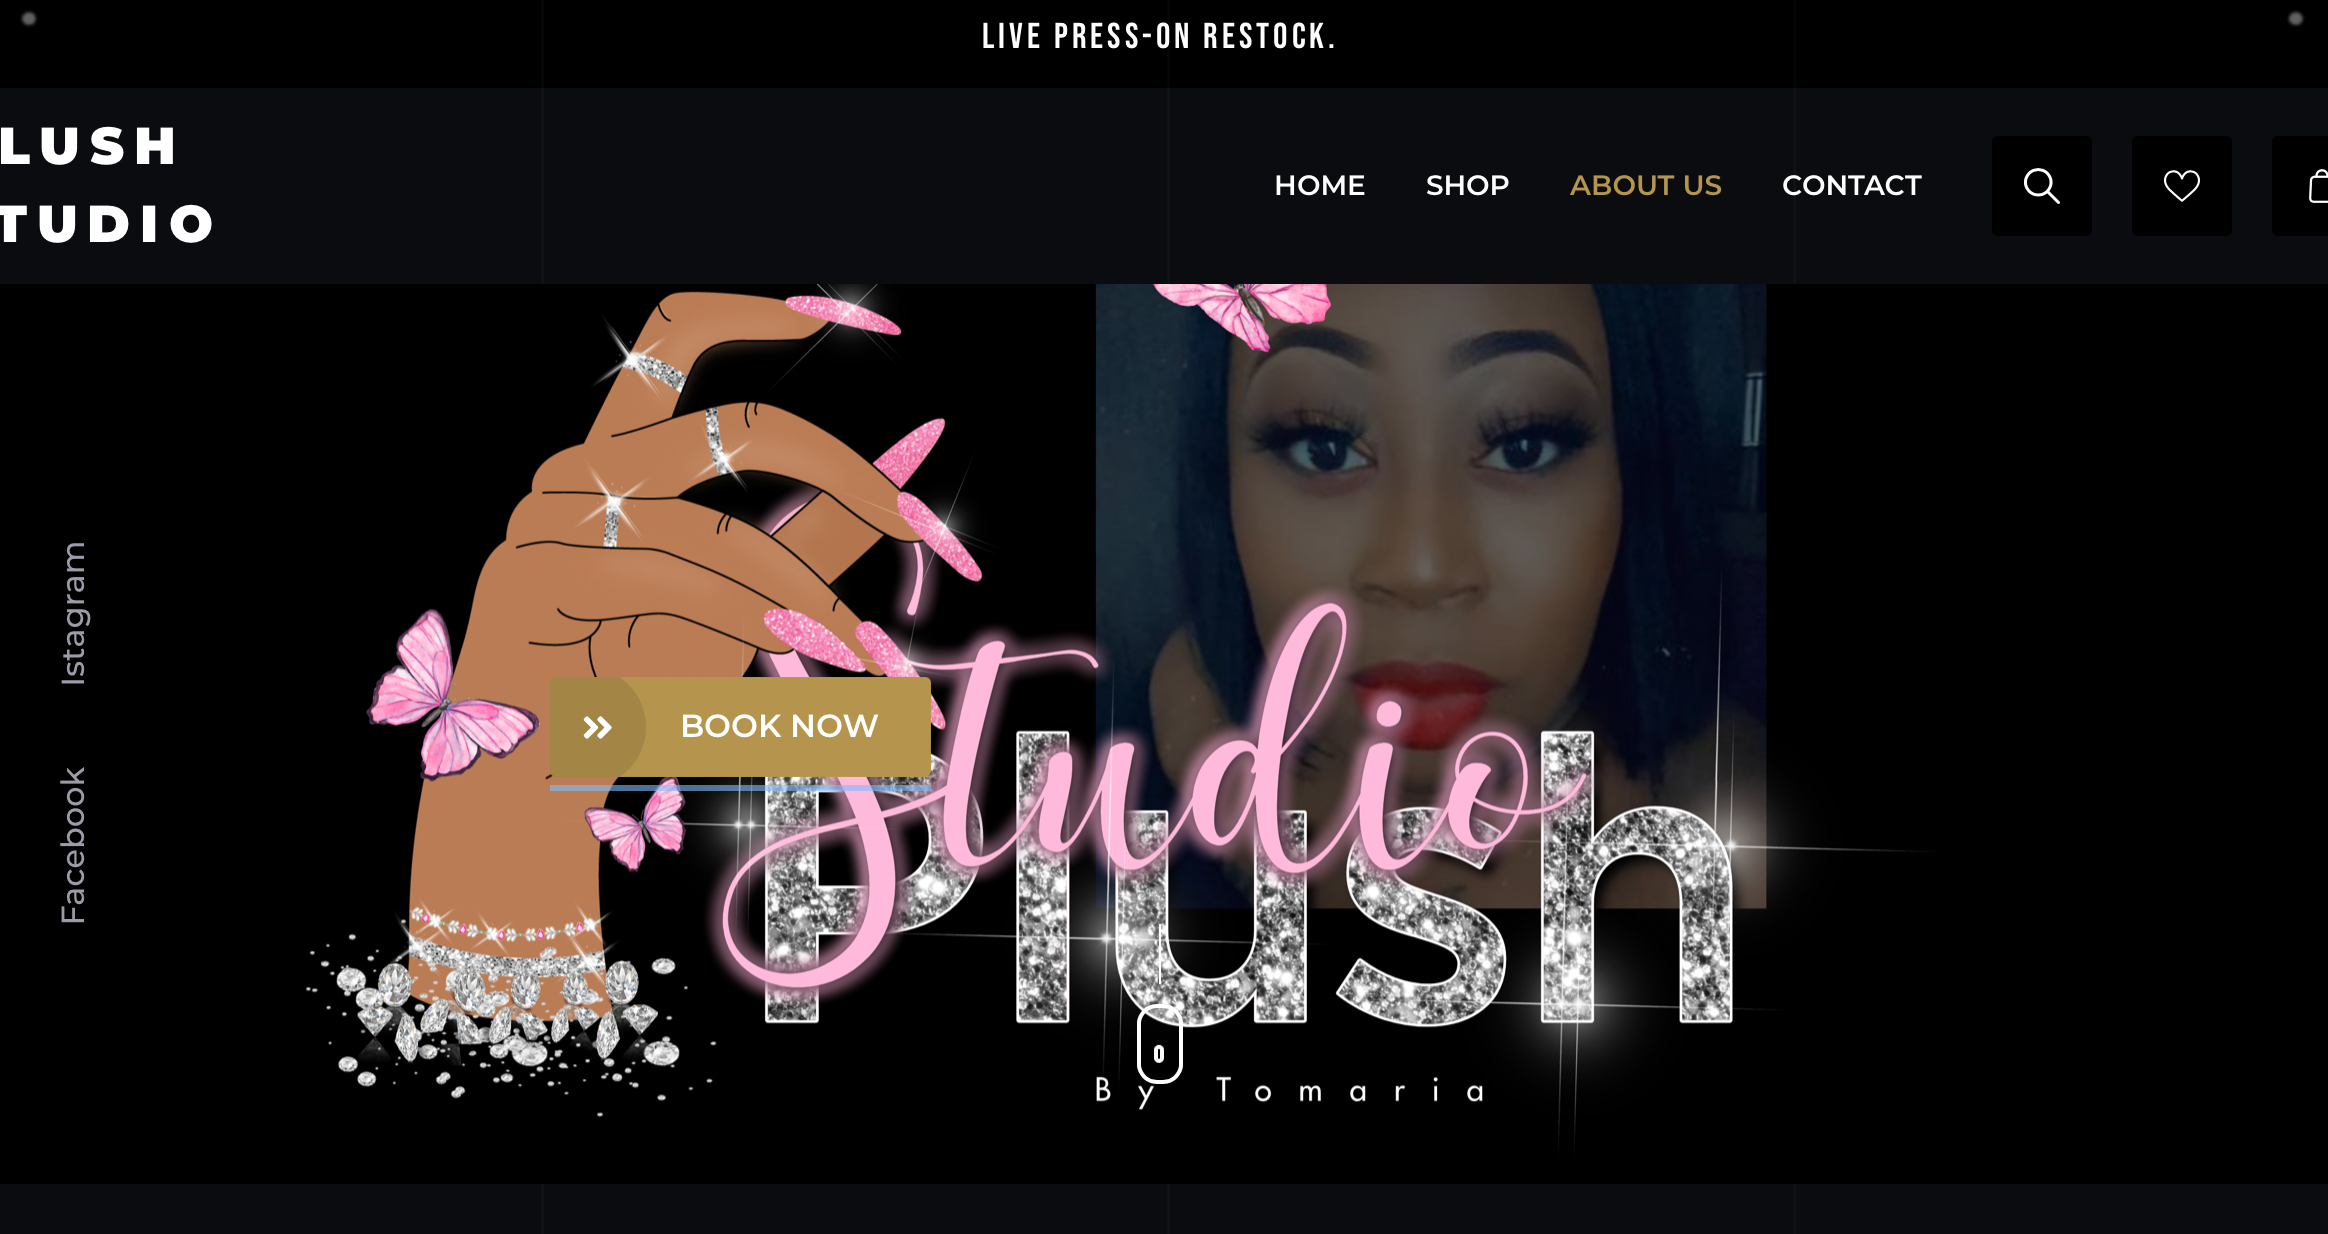 LIVE PRESS-ON RESTOCK.
LUSH
TUDIO
HOME SHOP ABOUT US CONTACT
Istagram
Facebook
BOOK NOW
Studio
Plush
By Tomaria